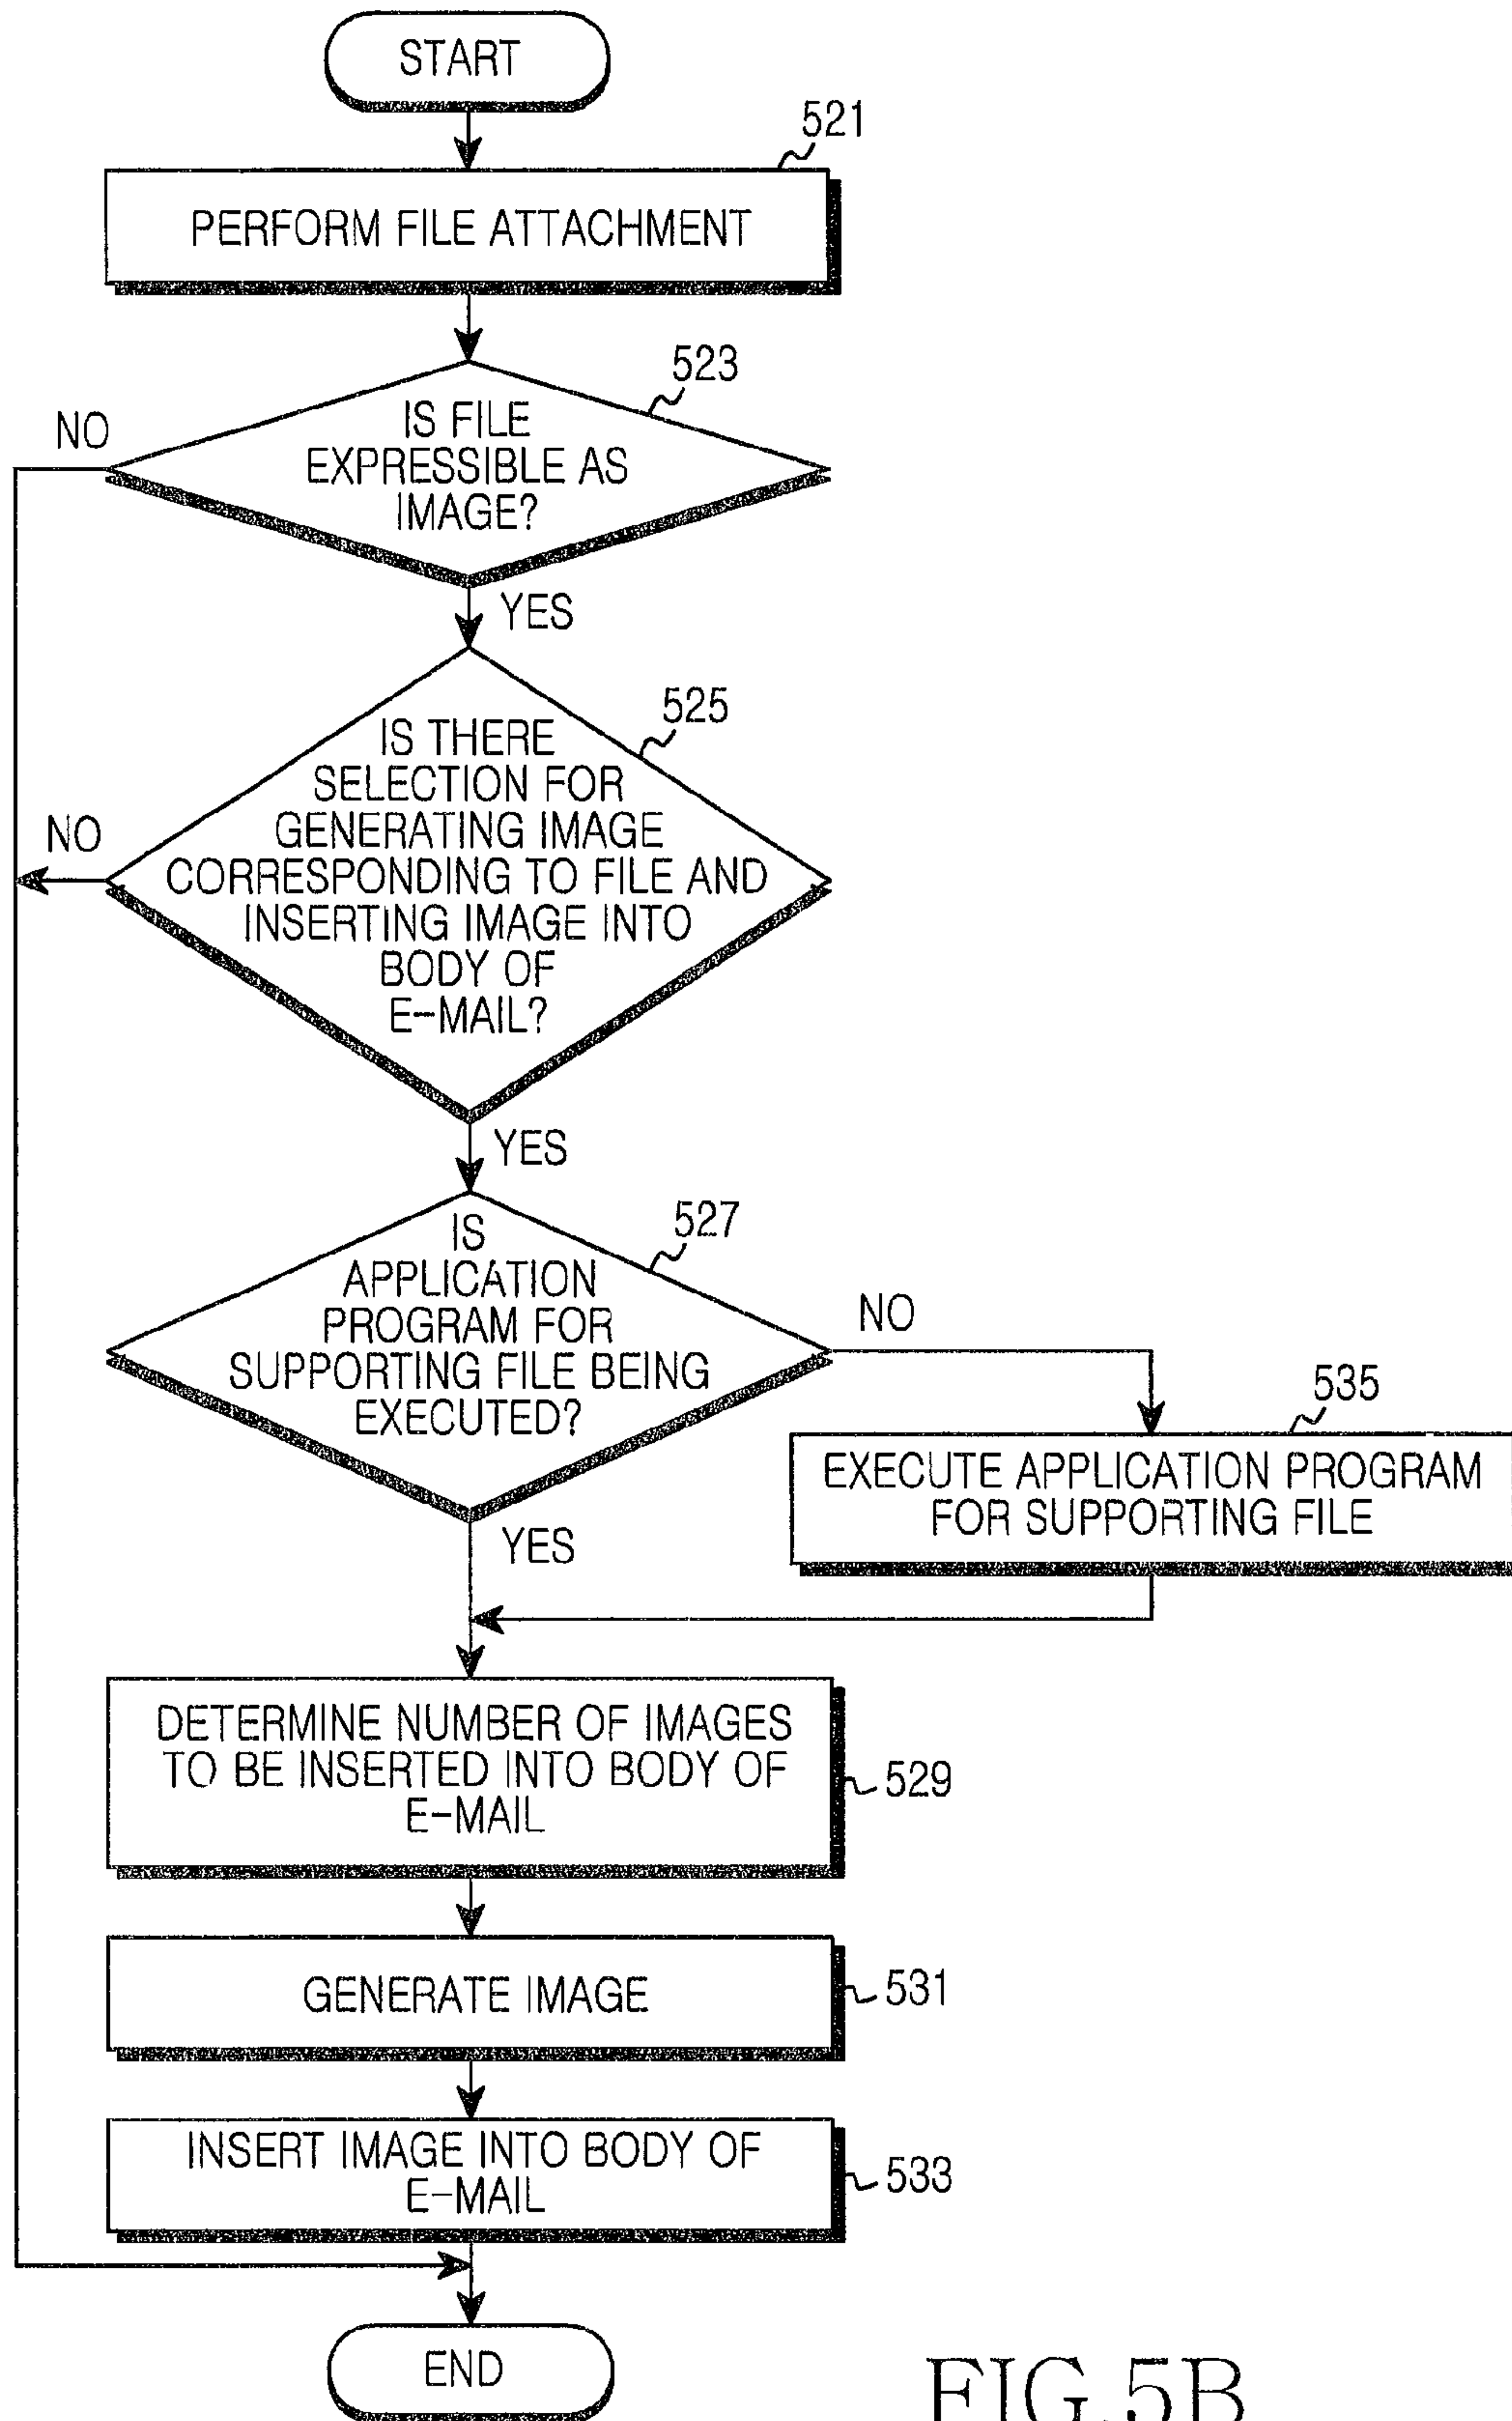 START
521
PERFORM FILE ATTACHMENT
523
NO
IS FILE
EXPRESSIBLE AS
IMAGE?
YES
525
IS THERE
SELECTION FOR
GENERATING IMAGE
CORRESPONDING TO FILE AND
INSERTING IMAGE INTO
BODY OF
E-MAIL?
NO
YES
527
IS
APPLICATION
PROGRAM FOR
SUPPORTING FILE BEING
EXECUTED?
NO
535
EXECUTE APPLICATION PROGRAM
FOR SUPPORTING FILE
YES
DETERMINE NUMBER OF IMAGES
TO BE INSERTED INTO BODY OF
E-MAIL
529
GENERATE IMAGE
531
INSERT IMAGE INTO BODY OF
E-MAIL
533
END
FIG.5B